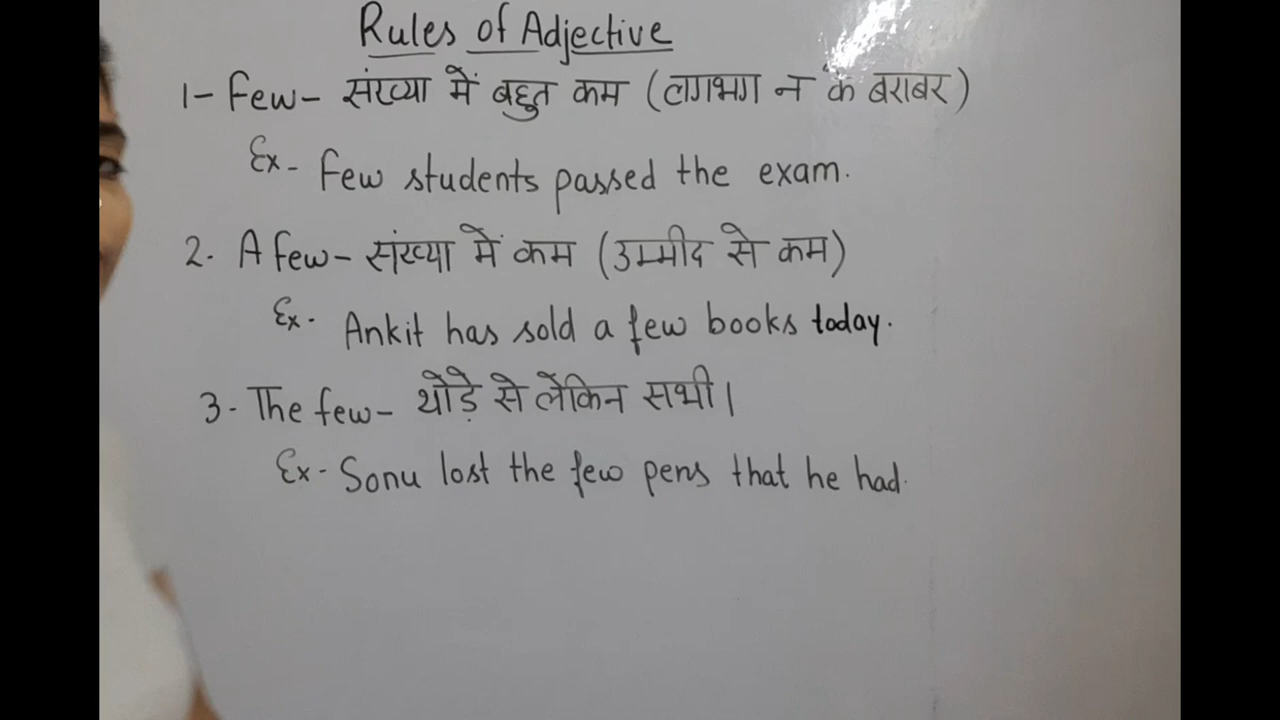 Rules of Adjective
1- Few- संख्या में बहुत कम (लगभग न के बराबर)
Ex- Few students passed the exam.
2. A few- संख्या में कम (उम्मीद से कम)
Ex- Ankit has sold a few books today.
3- The few- थोड़े से लेकिन सभी।
Ex- Sonu lost the few pens that he had.